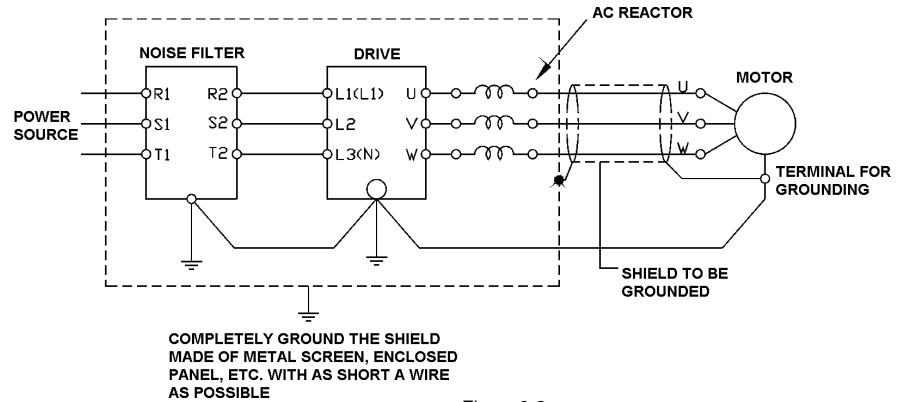 AC REACTOR
NOISE FILTER
DRIVE
MOTOR
POWER
SOURCE
R1 R2 L1(L1) U U
S1 S2 L2 V V
T1 T2 L3(N) W W
TERMINAL FOR
GROUNDING
SHIELD TO BE
GROUNDED
COMPLETELY GROUND THE SHIELD
MADE OF METAL SCREEN, ENCLOSED
PANEL, ETC. WITH AS SHORT A WIRE
AS POSSIBLE